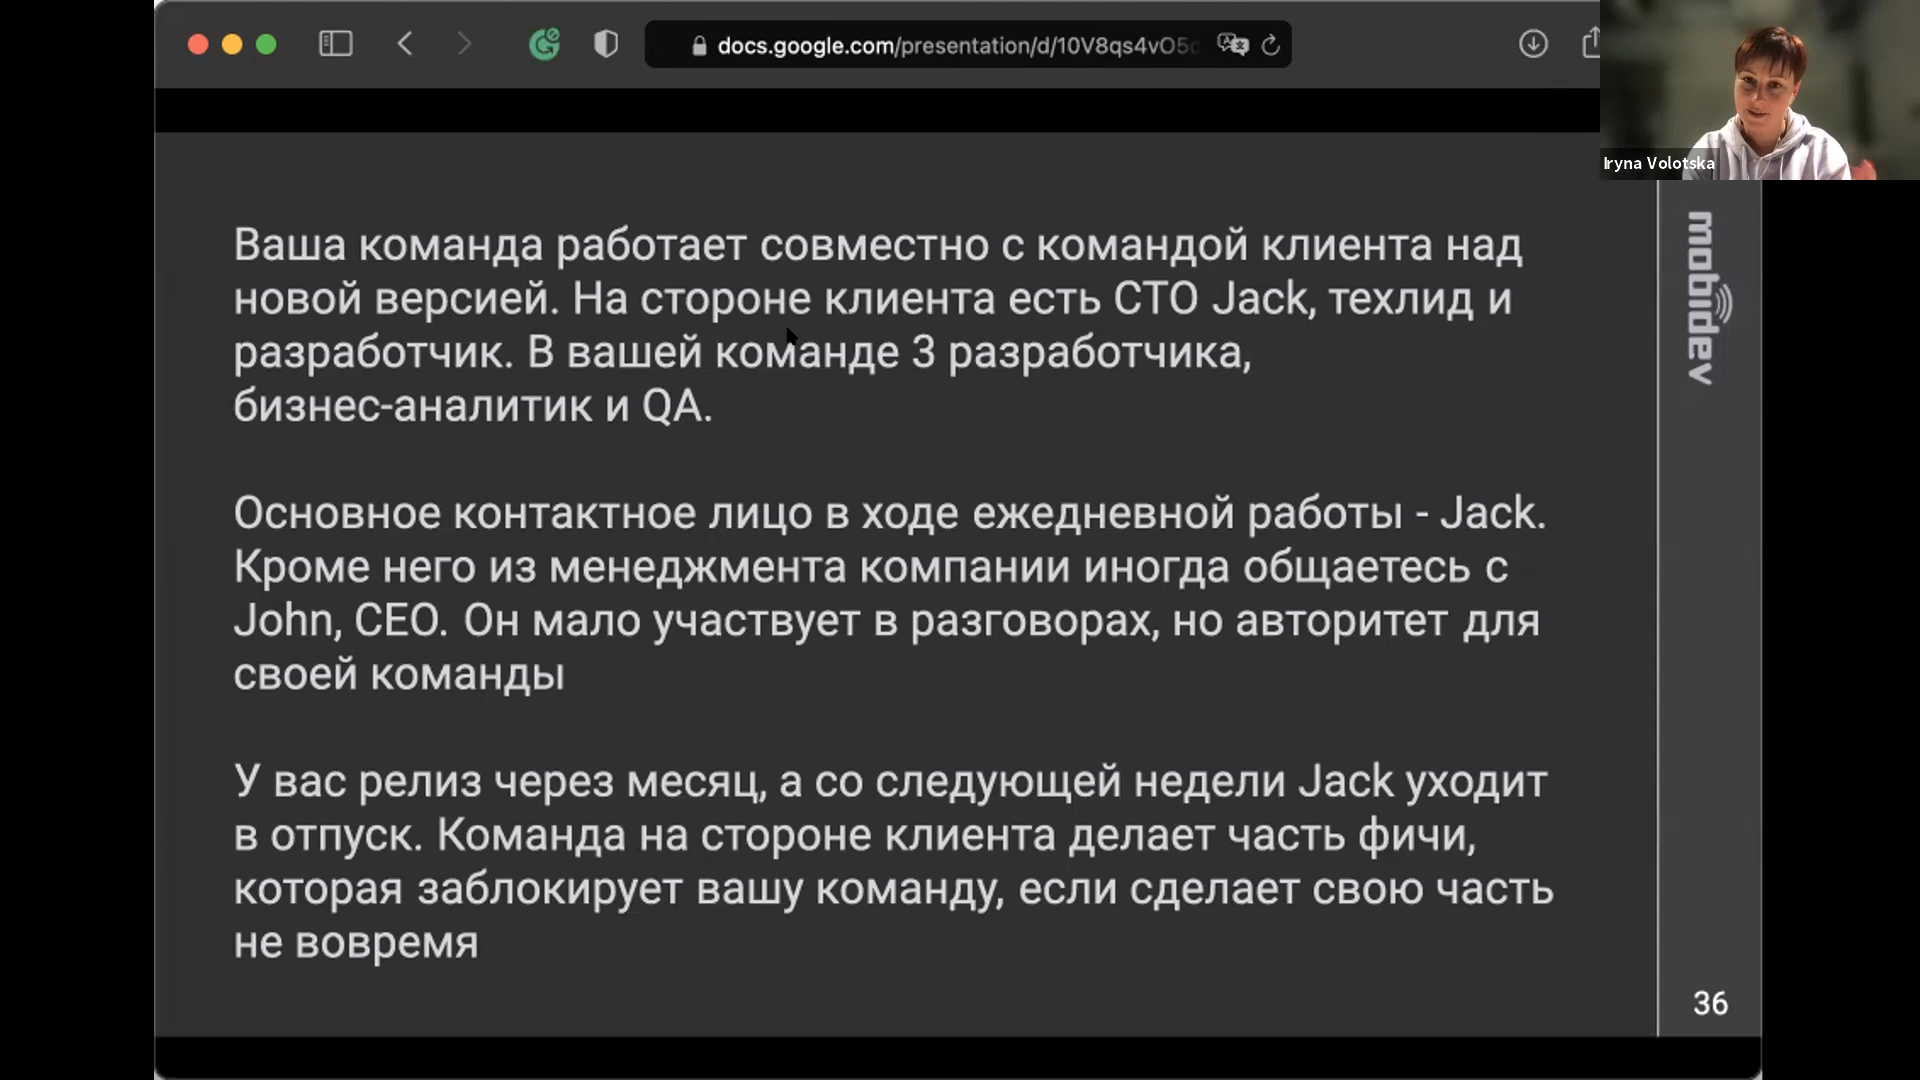 docs.google.com/presentation/d/10V8qs4vO5c
Iryna Volotska
mobidev
Ваша команда работает совместно с командой клиента над
новой версией. На стороне клиента есть CTO Jack, техлид и
разработчик. В вашей команде 3 разработчика,
бизнес-аналитик и QA.
Основное контактное лицо в ходе ежедневной работы - Jack.
Кроме него из менеджмента компании иногда общаетесь с
John, CEO. Он мало участвует в разговорах, но авторитет для
своей команды
У вас релиз через месяц, а со следующей недели Jack уходит
в отпуск. Команда на стороне клиента делает часть фичи,
которая заблокирует вашу команду, если сделает свою часть
не вовремя
36